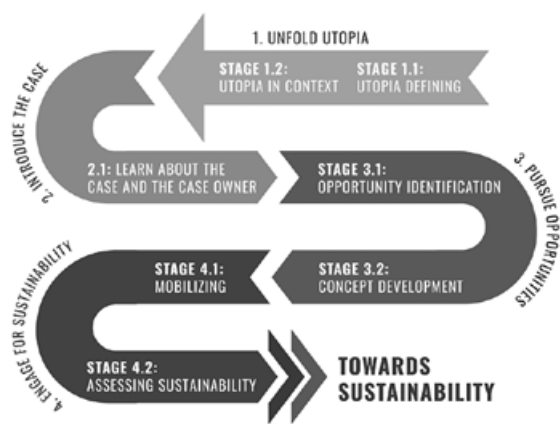 1. UNFOLD UTOPIA
STAGE 1.1:
UTOPIA DEFINING
STAGE 1.2:
UTOPIA IN CONTEXT
2. INTRODUCE THE CASE
2.1: LEARN ABOUT THE
CASE AND THE CASE OWNER
3. PURSUE OPPORTUNITIES
STAGE 3.1:
OPPORTUNITY IDENTIFICATION
STAGE 3.2:
CONCEPT DEVELOPMENT
4. ENGAGE FOR SUSTAINABILITY
STAGE 4.1:
MOBILIZING
STAGE 4.2:
ASSESSING SUSTAINABILITY
TOWARDS
SUSTAINABILITY